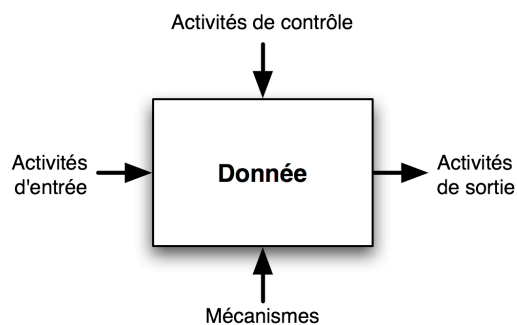 Activités de contrôle
Activités
d'entrée
Donnée
Activités
de sortie
Mécanismes